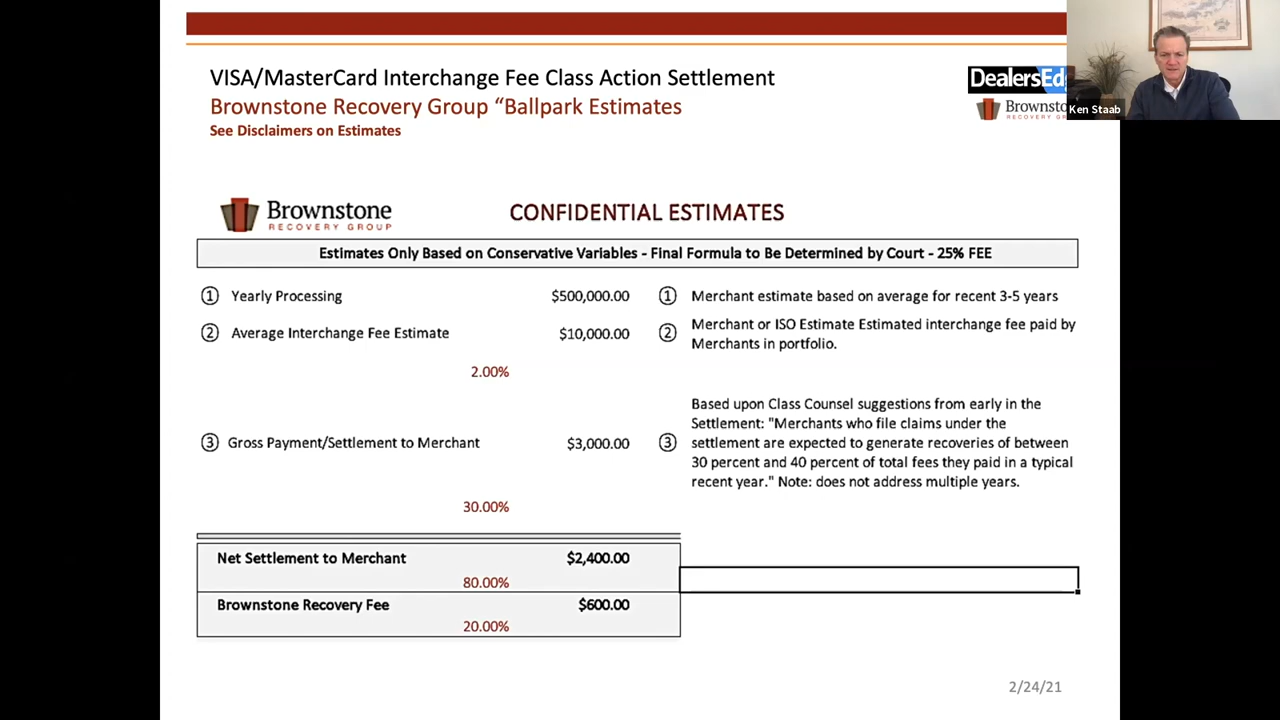 VISA/MasterCard Interchange Fee Class Action Settlement
Brownstone Recovery Group “Ballpark Estimates
See Disclaimers on Estimates
Ken Staab
Brownstone
RECOVERY GROUP
CONFIDENTIAL ESTIMATES
Estimates Only Based on Conservative Variables - Final Formula to Be Determined by Court - 25% FEE
1 Yearly Processing $500,000.00 1 Merchant estimate based on average for recent 3-5 years
2 Average Interchange Fee Estimate $10,000.00 2 Merchant or ISO Estimate Estimated interchange fee paid by
Merchants in portfolio.
2.00%
Based upon Class Counsel suggestions from early in the
Settlement: "Merchants who file claims under the
3 Gross Payment/Settlement to Merchant $3,000.00 3 settlement are expected to generate recoveries of between
30 percent and 40 percent of total fees they paid in a typical
recent year." Note: does not address multiple years.
30.00%
Net Settlement to Merchant $2,400.00
80.00%
Brownstone Recovery Fee $600.00
20.00%
2/24/21